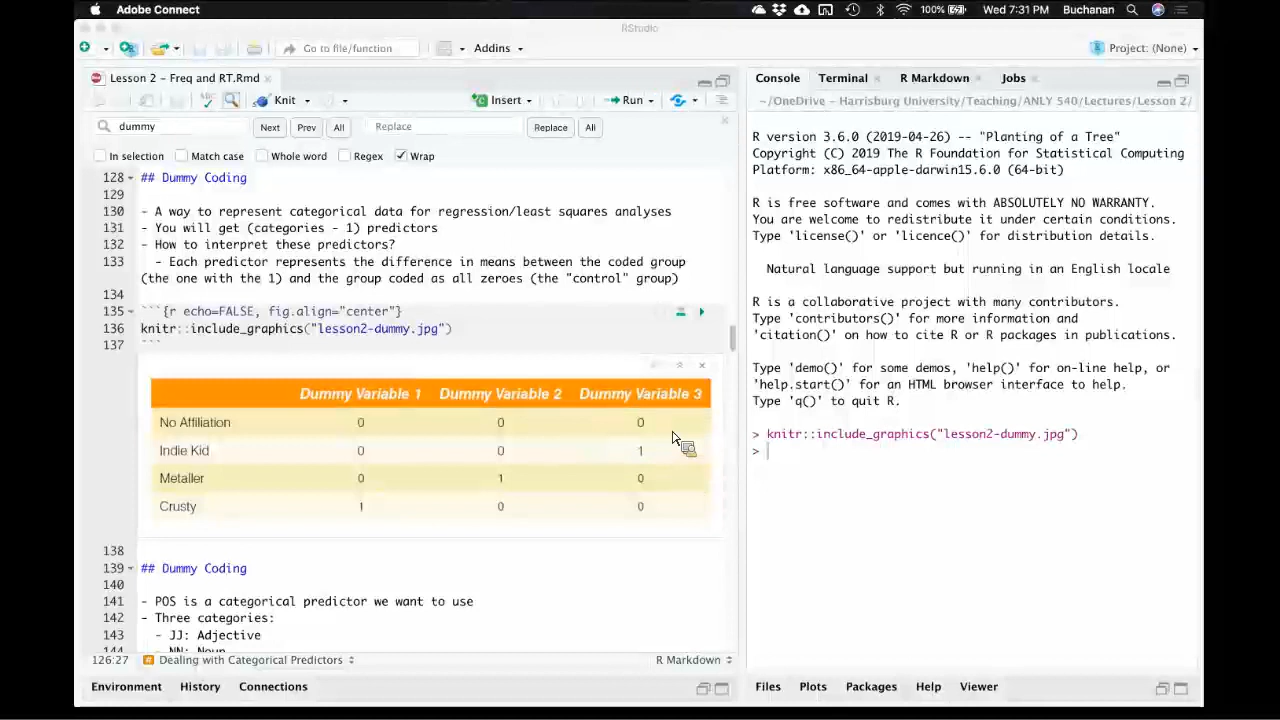 Adobe Connect
100%
Wed 7:31 PM
Buchanan
RStudio
Go to file/function
Addins
Project: (None)
Lesson 2 - Freq and RT.Rmd
ABC
Knit
Insert
Run
dummy
Next
Prev
All
Replace
Replace
All
In selection
Match case
Whole word
Regex
Wrap
128
## Dummy Coding
129
130
- A way to represent categorical data for regression/least squares analyses
131
- You will get (categories - 1) predictors
132
- How to interpret these predictors?
133
- Each predictor represents the difference in means between the coded group
(the one with the 1) and the group coded as all zeroes (the "control" group)
134
135
```{r echo=FALSE, fig.align="center"}
136
knitr::include_graphics("lesson2-dummy.jpg")
137
```
Dummy Variable 1 Dummy Variable 2 Dummy Variable 3
No Affiliation 0 0 0
Indie Kid 0 0 1
Metaller 0 1 0
Crusty 1 0 0
138
139
## Dummy Coding
140
141
- POS is a categorical predictor we want to use
142
- Three categories:
143
- JJ: Adjective
144
- NN: Noun
126:27
# Dealing with Categorical Predictors
R Markdown
Environment
History
Connections
Console
Terminal
R Markdown
Jobs
~/OneDrive - Harrisburg University/Teaching/ANLY 540/Lectures/Lesson 2/
R version 3.6.0 (2019-04-26) -- "Planting of a Tree"
Copyright (C) 2019 The R Foundation for Statistical Computing
Platform: x86_64-apple-darwin15.6.0 (64-bit)
R is free software and comes with ABSOLUTELY NO WARRANTY.
You are welcome to redistribute it under certain conditions.
Type 'license()' or 'licence()' for distribution details.
Natural language support but running in an English locale
R is a collaborative project with many contributors.
Type 'contributors()' for more information and
'citation()' on how to cite R or R packages in publications.
Type 'demo()' for some demos, 'help()' for on-line help, or
'help.start()' for an HTML browser interface to help.
Type 'q()' to quit R.
> knitr::include_graphics("lesson2-dummy.jpg")
>
Files
Plots
Packages
Help
Viewer